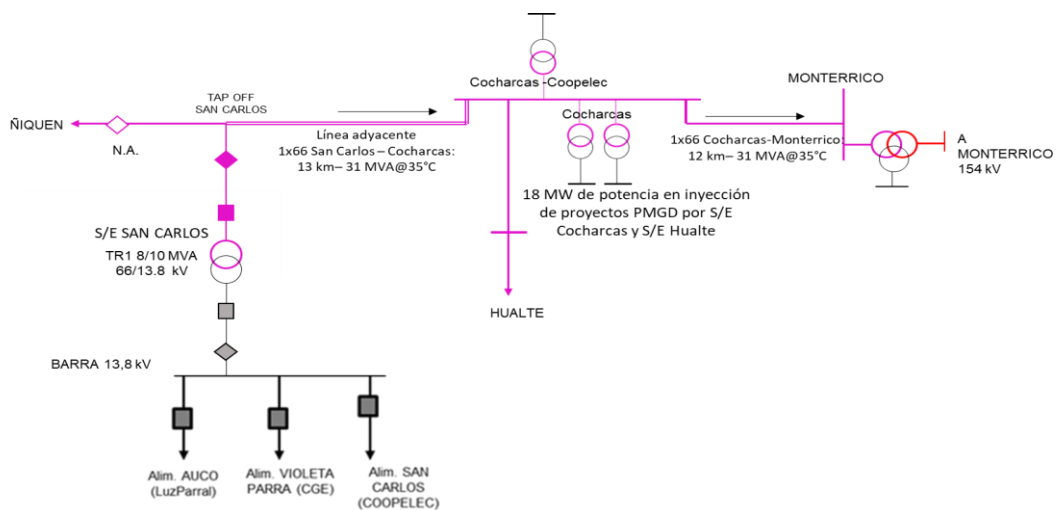 Cocharcas -Coopelec
MONTERRICO
TAP OFF
SAN CARLOS
ÑIQUEN
N.A.
Línea adyacente
1x66 San Carlos – Cocharcas:
13 km– 31 MVA@35°C
Cocharcas
1x66 Cocharcas-Monterrico:
12 km– 31 MVA@35°C
A
MONTERRICO
154 kV
18 MW de potencia en inyección
de proyectos PMGD por S/E
Cocharcas y S/E Hualte
S/E SAN CARLOS
TR1 8/10 MVA
66/13.8 kV
HUALTE
BARRA 13,8 kV
Alim. AUCO
(LuzParral)
Alim. VIOLETA
PARRA (CGE)
Alim. SAN
CARLOS
(COOPELEC)